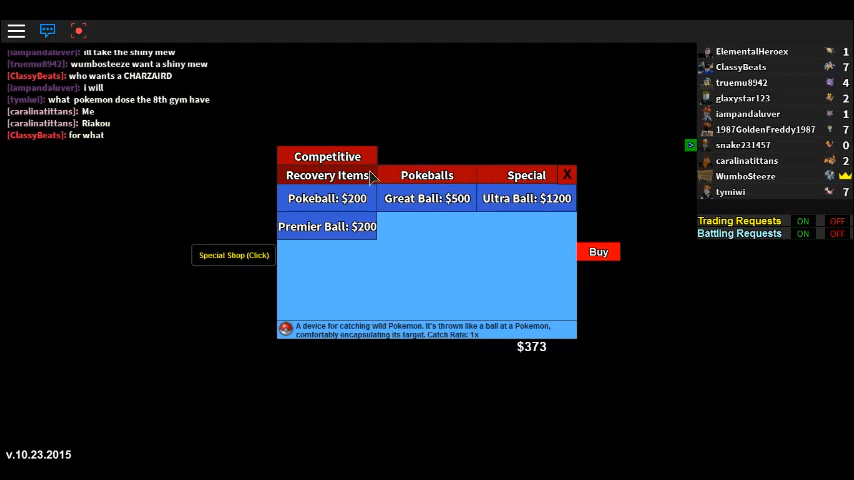 [iampandaluver]: ill take the shiny mew
[truemu8942]: wumbosteeze want a shiny mew
[ClassyBeats]: who wants a CHARZAIRD
[iampandaluver]: i will
[tymiwi]: what pokemon dose the 8th gym have
[caralinatittans]: Me
[caralinatittans]: Riakou
[ClassyBeats]: for what
ElementalHeroex 1
ClassyBeats 7
truemu8942 4
glaxystar123 2
iampandaluver 1
1987GoldenFreddy1987 7
> snake231457 0
caralinatittans 2
WumboSteeze
tymiwi 7
Trading Requests ON OFF
Battling Requests ON OFF
Competitive
Recovery Items Pokeballs Special X
Pokeball: $200 Great Ball: $500 Ultra Ball: $1200
Premier Ball: $200
Special Shop (Click)
Buy
A device for catching wild Pokemon. It's thrown like a ball at a Pokemon,
comfortably encapsulating its target. Catch Rate: 1x
$373
v.10.23.2015